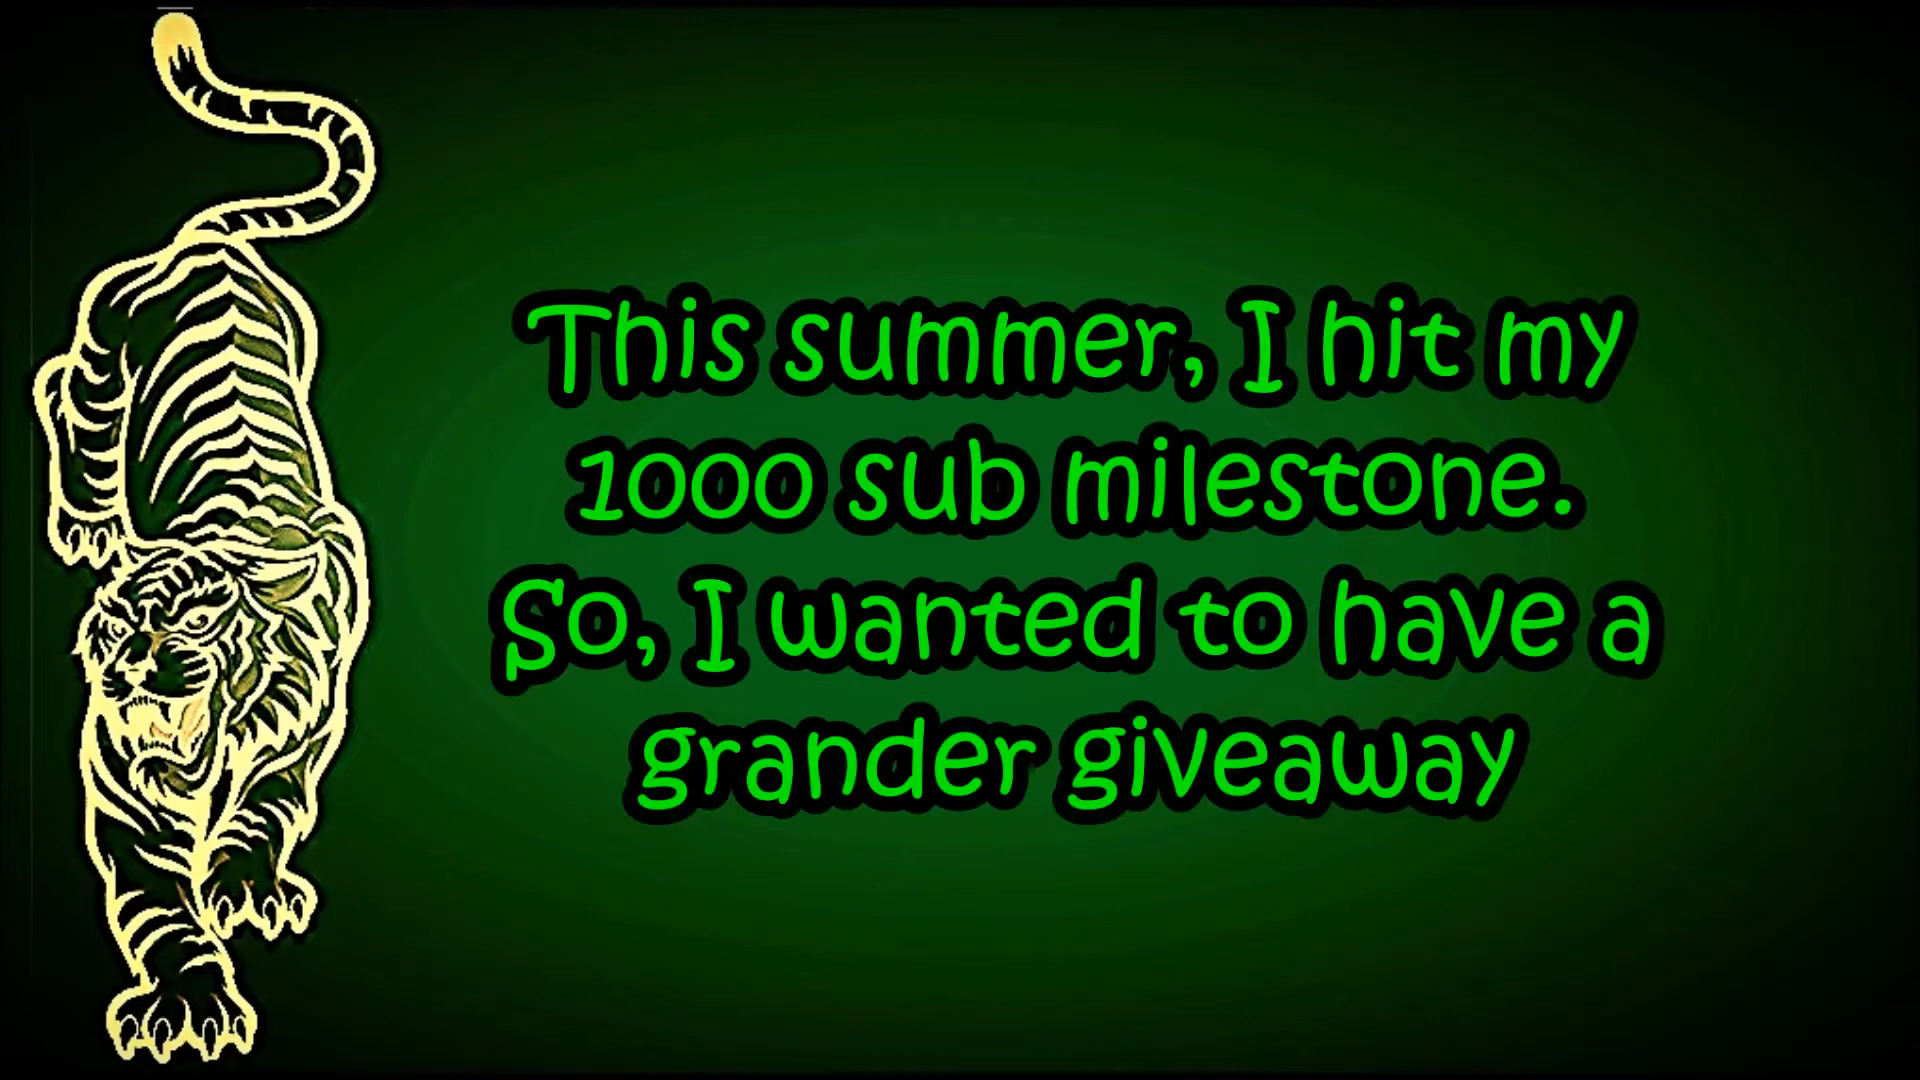 This summer, I hit my
1000 sub milestone.
So, I wanted to have a
grander giveaway